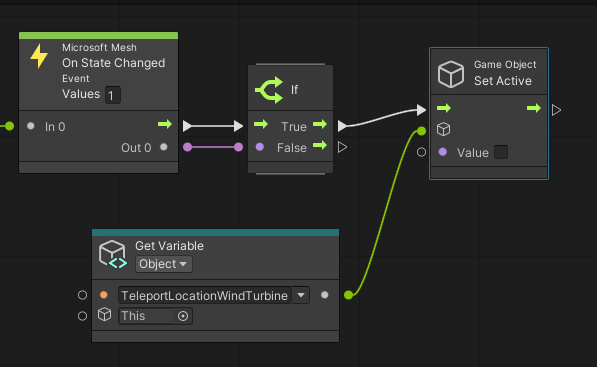 Microsoft Mesh
On State Changed
Event
Values 1
In 0
Out 0
If
True
False
Game Object
Set Active
Value
Get Variable
Object
TeleportLocationWindTurbine
This